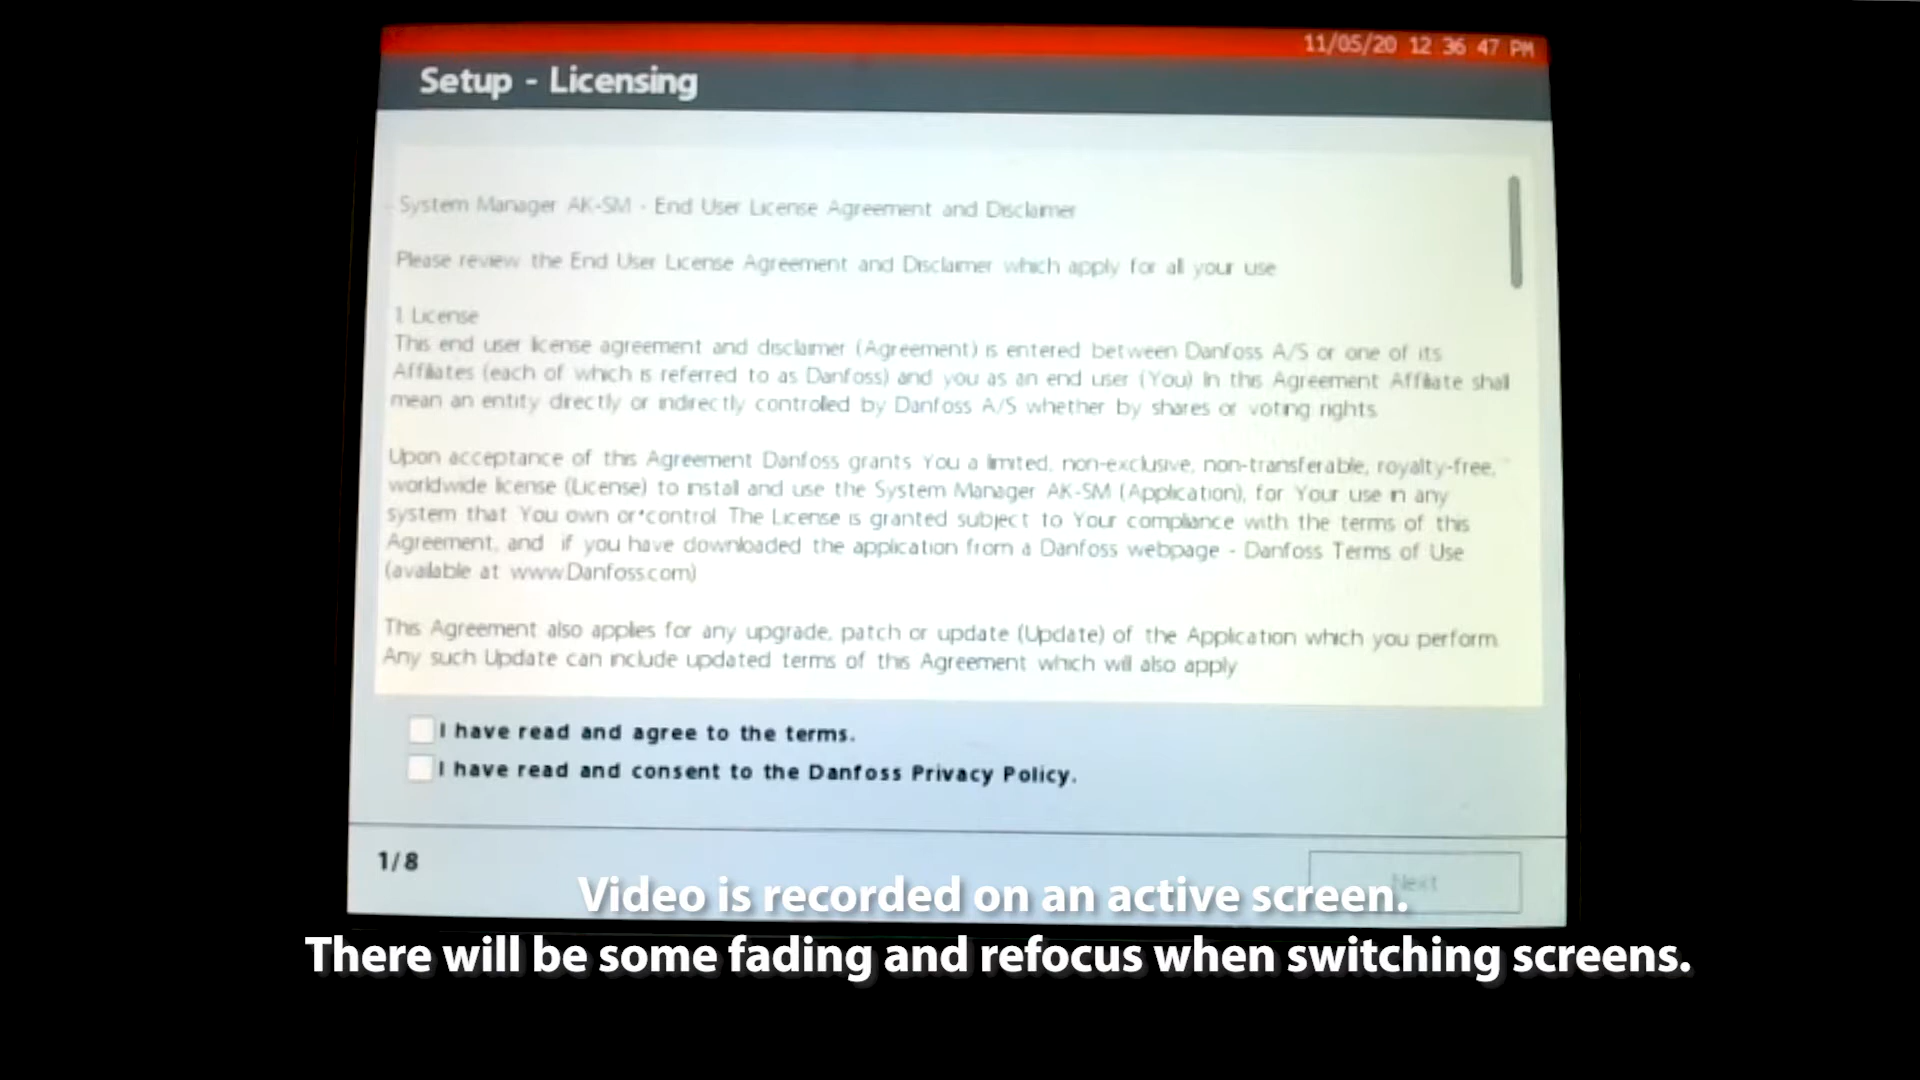 11/05/20 12 36 47 PM
Setup - Licensing
System Manager AK-SM - End User License Agreement and Disclaimer
Please review the End User License Agreement and Disclaimer which apply for all your use
1 License
This end user license agreement and disclaimer (Agreement) is entered between Danfoss A/S or one of its
Affiliates (each of which is referred to as Danfoss) and you as an end user (You) In this Agreement Affiliate shall
mean an entity directly or indirectly controlled by Danfoss A/S whether by shares or voting rights
Upon acceptance of this Agreement Danfoss grants You a limited, non-exclusive, non-transferable, royalty-free,
worldwide license (License) to install and use the System Manager AK-SM (Application), for Your use in any
system that You own or control The License is granted subject to Your compliance with the terms of this
Agreement, and if you have downloaded the application from a Danfoss webpage - Danfoss Terms of Use
(available at www.Danfoss.com)
This Agreement also applies for any upgrade, patch or update (Update) of the Application which you perform
Any such Update can include updated terms of this Agreement which will also apply
I have read and agree to the terms.
I have read and consent to the Danfoss Privacy Policy.
1/8
Next
Video is recorded on an active screen.
There will be some fading and refocus when switching screens.